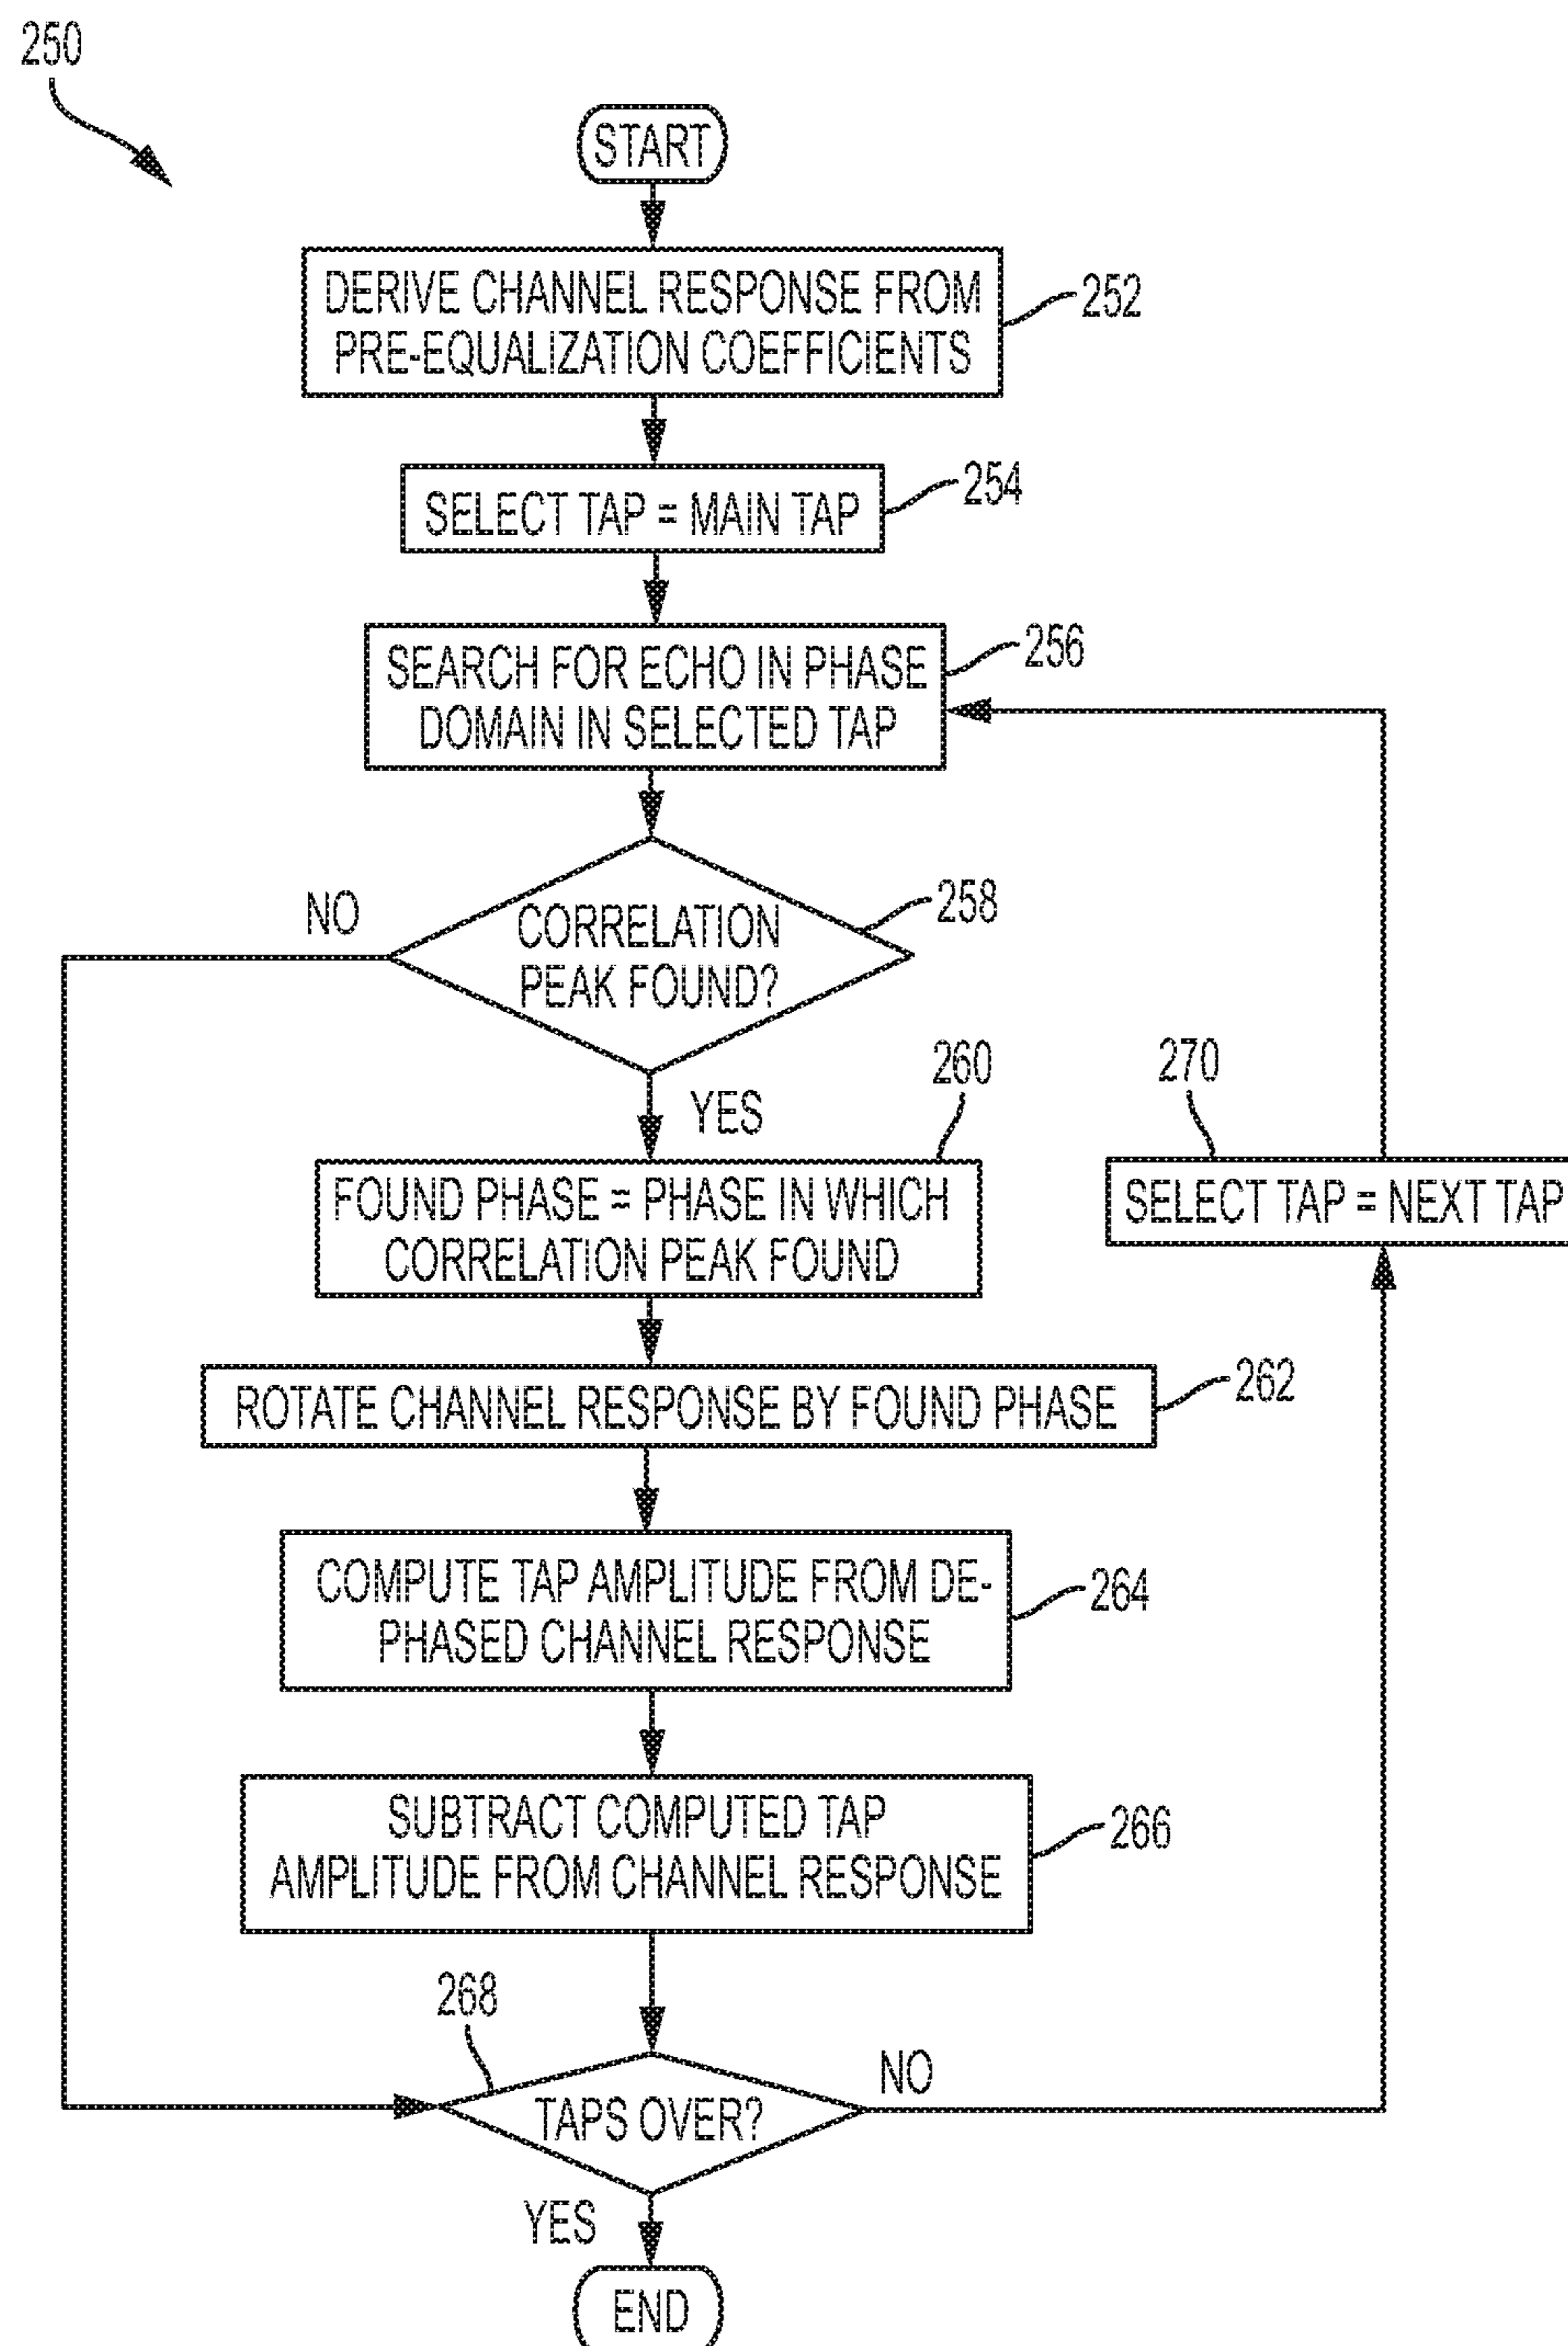 250
START
DERIVE CHANNEL RESPONSE FROM
PRE-EQUALIZATION COEFFICIENTS
252
SELECT TAP = MAIN TAP
254
SEARCH FOR ECHO IN PHASE
DOMAIN IN SELECTED TAP
256
NO
CORRELATION
PEAK FOUND?
258
YES
260
FOUND PHASE = PHASE IN WHICH
CORRELATION PEAK FOUND
270
SELECT TAP = NEXT TAP
ROTATE CHANNEL RESPONSE BY FOUND PHASE
262
COMPUTE TAP AMPLITUDE FROM DE-
PHASED CHANNEL RESPONSE
264
SUBTRACT COMPUTED TAP
AMPLITUDE FROM CHANNEL RESPONSE
266
268
TAPS OVER?
NO
YES
END